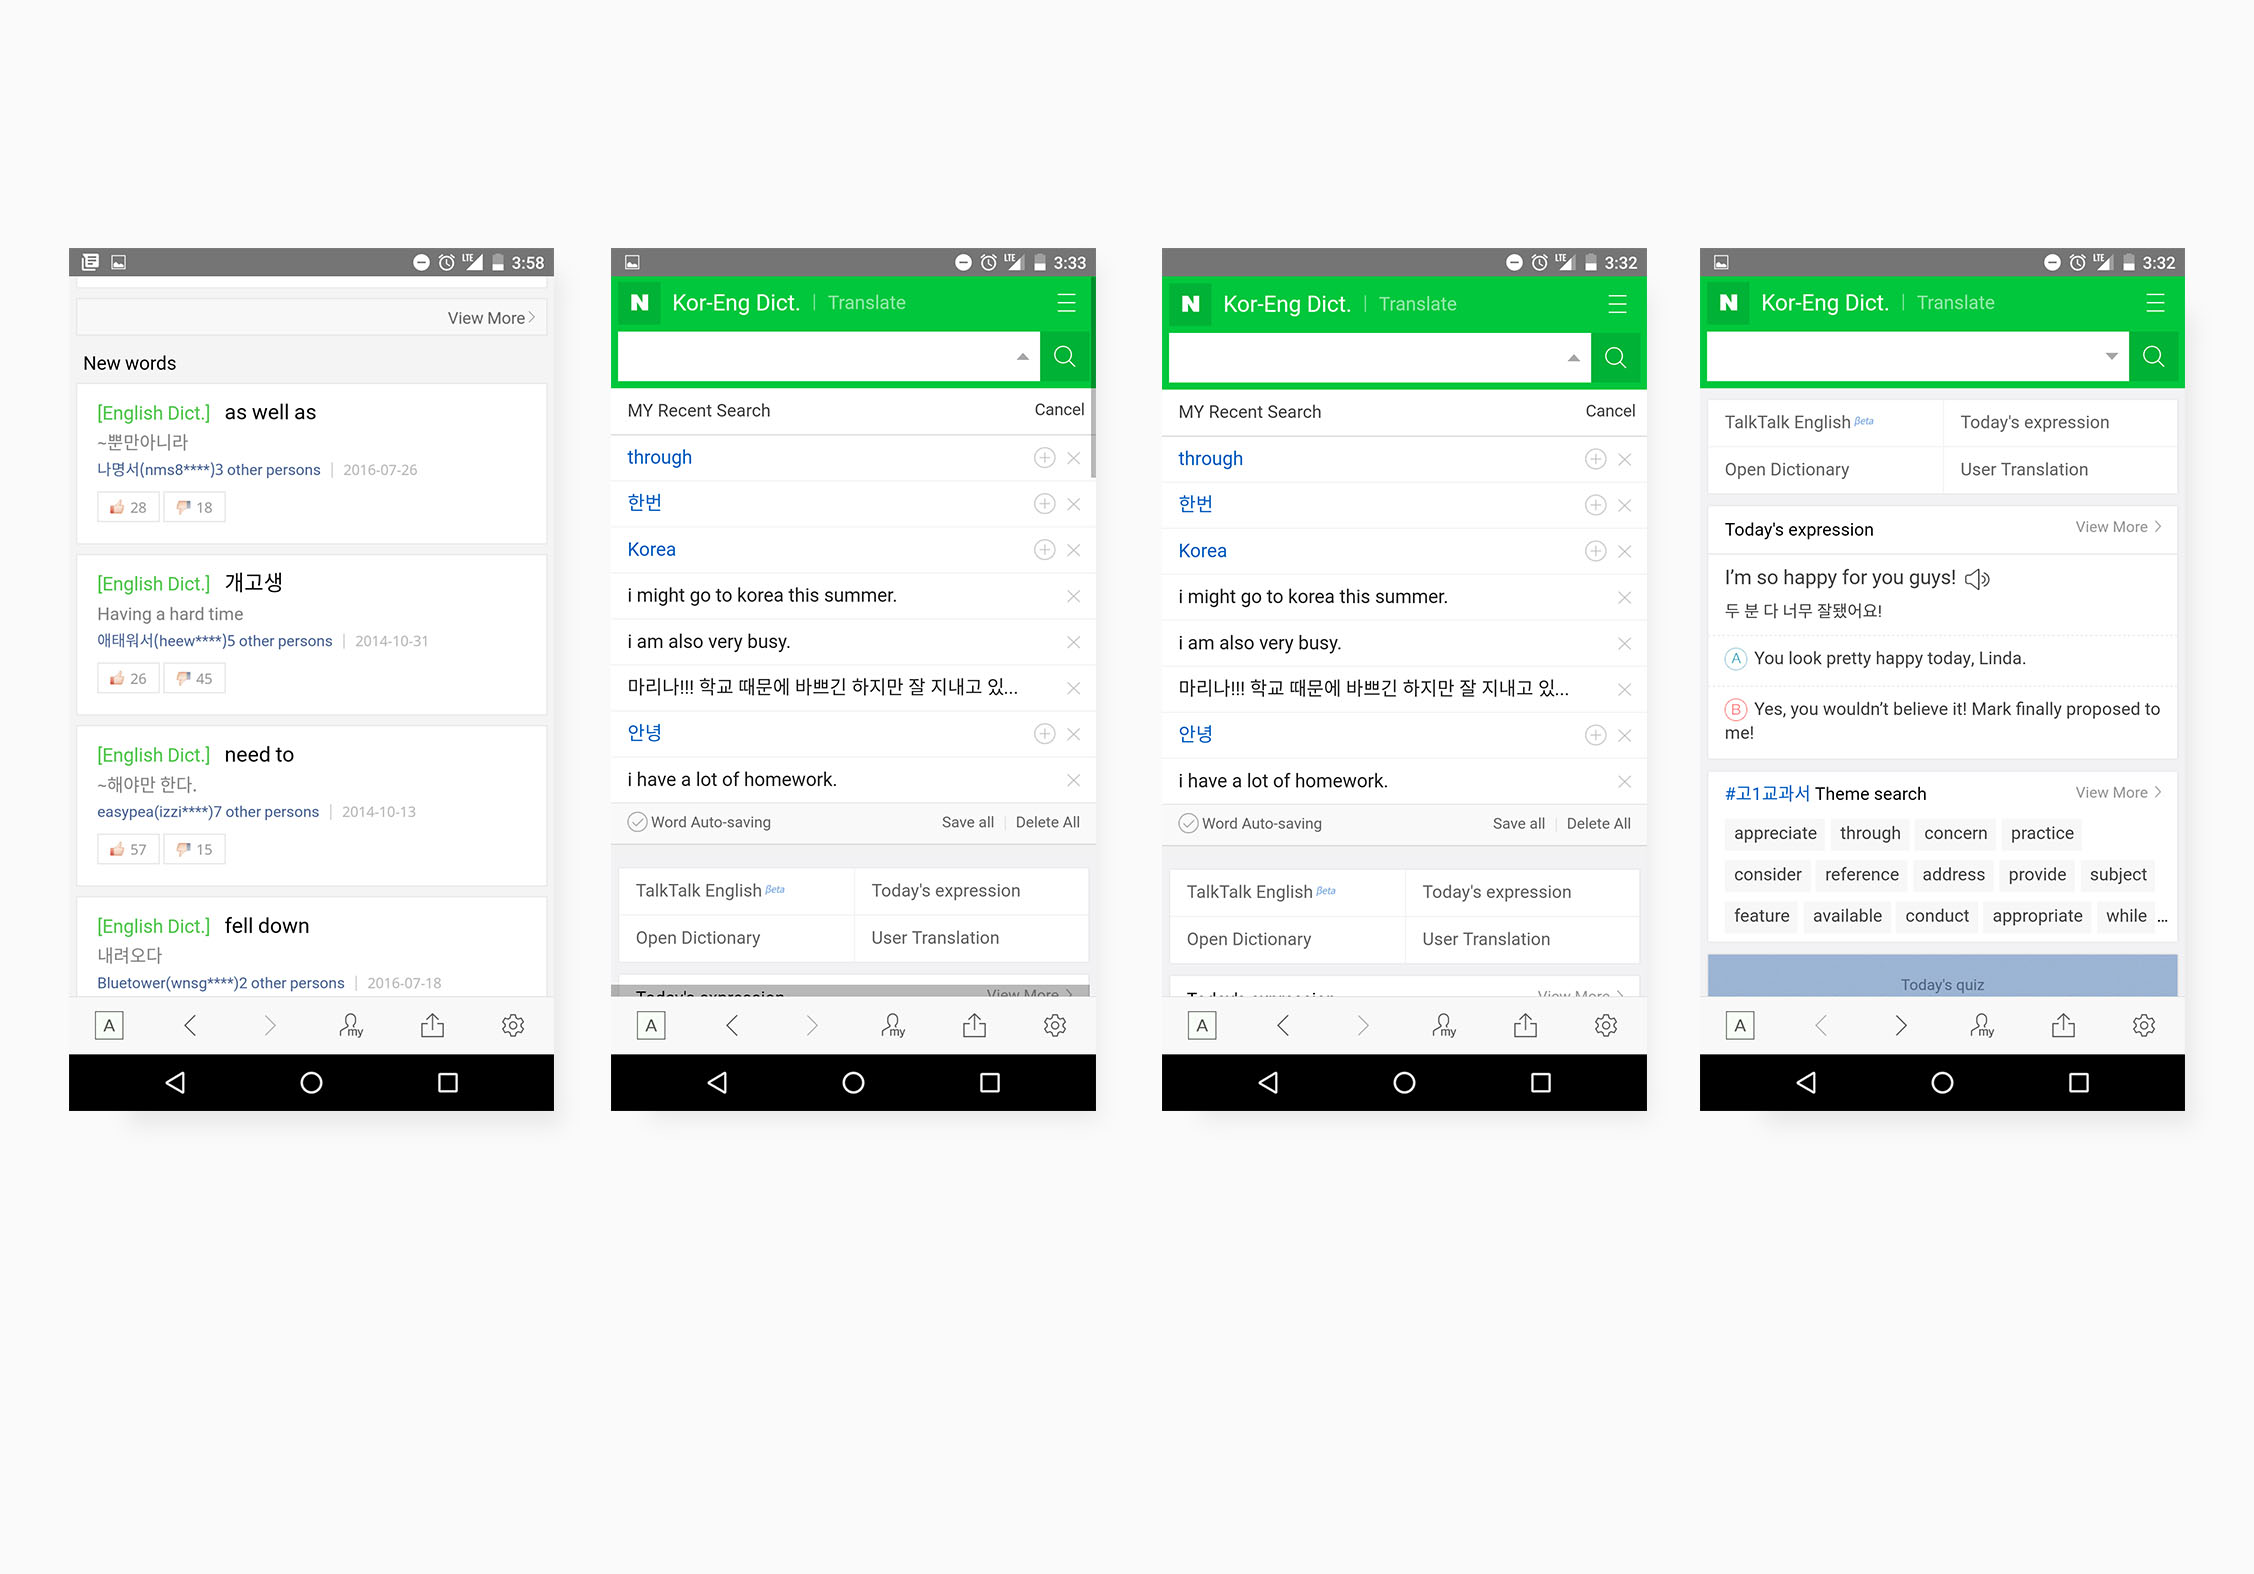 LTE 3:58
View More
New words
[English Dict.] as well as
~뿐만아니라
나명서(nms8****)3 other persons | 2016-07-26
28 18
[English Dict.] 개고생
Having a hard time
애태워서(heew****)5 other persons | 2014-10-31
26 45
[English Dict.] need to
~해야만 한다.
easypea(izzi****)7 other persons | 2014-10-13
57 15
[English Dict.] fell down
내려오다
Bluetower(wnsg****)2 other persons | 2016-07-18
A my
LTE 3:33
N Kor-Eng Dict. | Translate
MY Recent Search Cancel
through
한번
Korea
i might go to korea this summer.
i am also very busy.
마리나!!! 학교 때문에 바쁘긴 하지만 잘 지내고 있...
안녕
i have a lot of homework.
Word Auto-saving Save all | Delete All
TalkTalk English βeta Today's expression
Open Dictionary User Translation
Today's expression View More
A my
LTE 3:32
N Kor-Eng Dict. | Translate
MY Recent Search Cancel
through
한번
Korea
i might go to korea this summer.
i am also very busy.
마리나!!! 학교 때문에 바쁘긴 하지만 잘 지내고 있...
안녕
i have a lot of homework.
Word Auto-saving Save all | Delete All
TalkTalk English βeta Today's expression
Open Dictionary User Translation
Today's expression View More
A my
LTE 3:32
N Kor-Eng Dict. | Translate
TalkTalk English βeta Today's expression
Open Dictionary User Translation
Today's expression View More
I'm so happy for you guys!
두 분 다 너무 잘됐어요!
A You look pretty happy today, Linda.
B Yes, you wouldn't believe it! Mark finally proposed to
me!
#고1교과서 Theme search View More
appreciate through concern practice
consider reference address provide subject
feature available conduct appropriate while ...
Today's quiz
A my